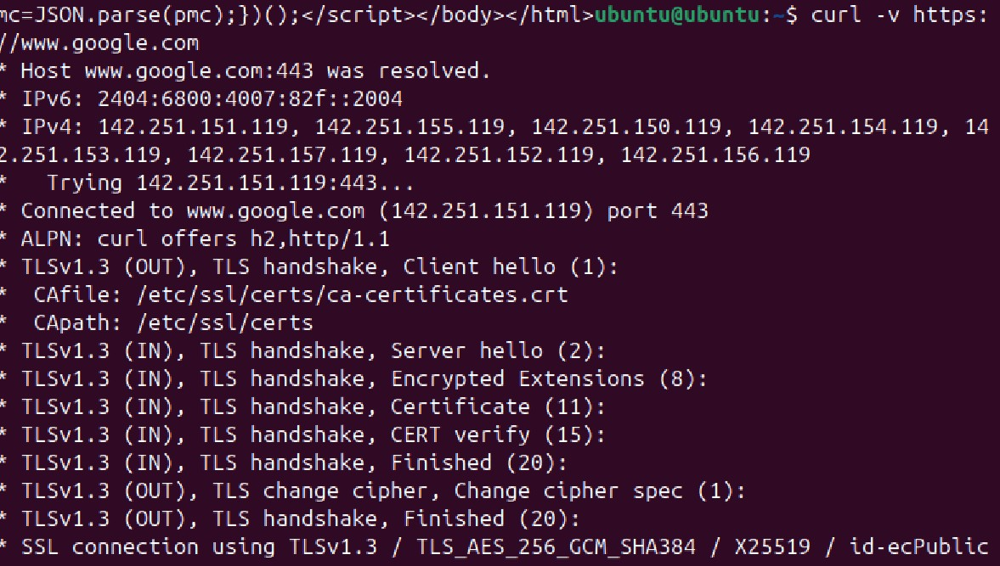 mc=JSON.parse(pmc);})();</script></body></html>ubuntu@ubuntu:~$ curl -v https:
//www.google.com
* Host www.google.com:443 was resolved.
* IPv6: 2404:6800:4007:82f::2004
* IPv4: 142.251.151.119, 142.251.155.119, 142.251.150.119, 142.251.154.119, 14
2.251.153.119, 142.251.157.119, 142.251.152.119, 142.251.156.119
*   Trying 142.251.151.119:443...
* Connected to www.google.com (142.251.151.119) port 443
* ALPN: curl offers h2,http/1.1
* TLSv1.3 (OUT), TLS handshake, Client hello (1):
*  CAfile: /etc/ssl/certs/ca-certificates.crt
*  CApath: /etc/ssl/certs
* TLSv1.3 (IN), TLS handshake, Server hello (2):
* TLSv1.3 (IN), TLS handshake, Encrypted Extensions (8):
* TLSv1.3 (IN), TLS handshake, Certificate (11):
* TLSv1.3 (IN), TLS handshake, CERT verify (15):
* TLSv1.3 (IN), TLS handshake, Finished (20):
* TLSv1.3 (OUT), TLS change cipher, Change cipher spec (1):
* TLSv1.3 (OUT), TLS handshake, Finished (20):
* SSL connection using TLSv1.3 / TLS_AES_256_GCM_SHA384 / X25519 / id-ecPublic